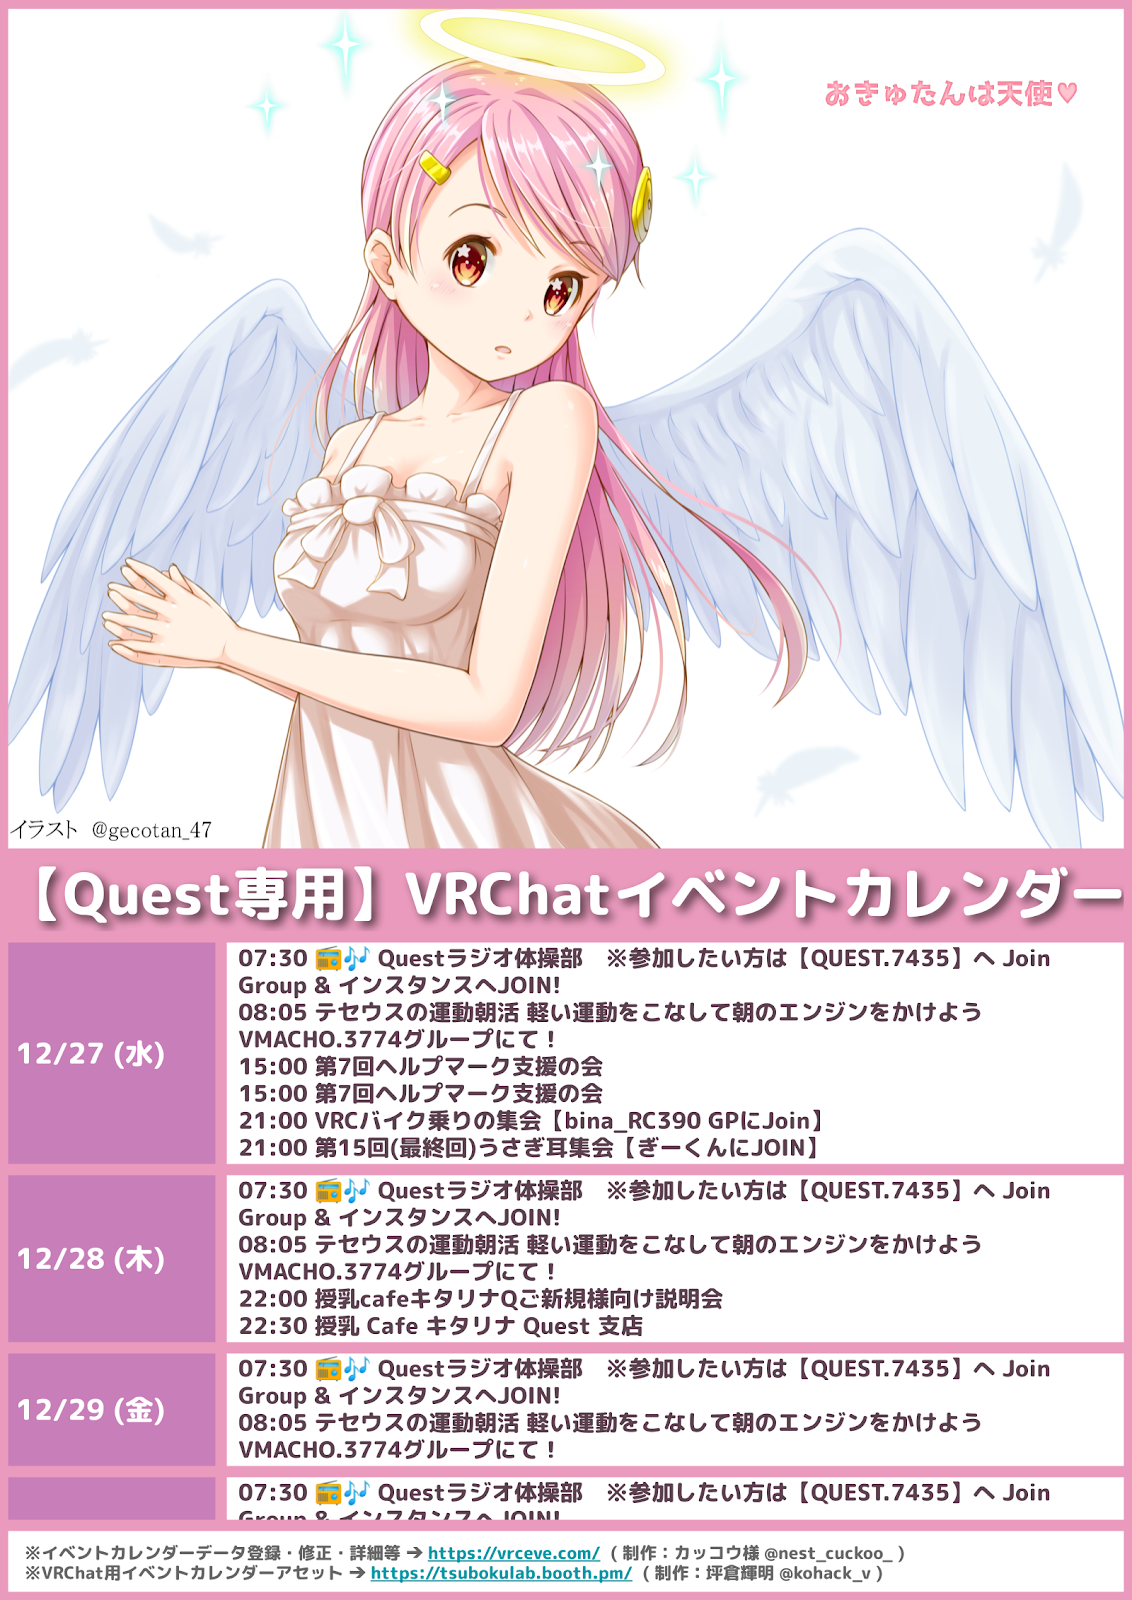 おきゅたんは天使♥
イラスト @gecotan_47
【Quest専用】VRChatイベントカレンダー
12/27 (水)
07:30 📻🎶 Questラジオ体操部　※参加したい方は【QUEST.7435】へ Join
Group & インスタンスへJOIN!
08:05 テセウスの運動朝活 軽い運動をこなして朝のエンジンをかけよう
VMACHO.3774グループにて！
15:00 第7回ヘルプマーク支援の会
15:00 第7回ヘルプマーク支援の会
21:00 VRCバイク乗りの集会【bina_RC390 GPにJoin】
21:00 第15回(最終回)うさぎ耳集会【ぎーくんにJOIN】
12/28 (木)
07:30 📻🎶 Questラジオ体操部　※参加したい方は【QUEST.7435】へ Join
Group & インスタンスへJOIN!
08:05 テセウスの運動朝活 軽い運動をこなして朝のエンジンをかけよう
VMACHO.3774グループにて！
22:00 授乳cafeキタリナQご新規様向け説明会
22:30 授乳 Cafe キタリナ Quest 支店
12/29 (金)
07:30 📻🎶 Questラジオ体操部　※参加したい方は【QUEST.7435】へ Join
Group & インスタンスへJOIN!
08:05 テセウスの運動朝活 軽い運動をこなして朝のエンジンをかけよう
VMACHO.3774グループにて！
07:30 📻🎶 Questラジオ体操部　※参加したい方は【QUEST.7435】へ Join
Group & インスタンスへJOIN!
※イベントカレンダーデータ登録・修正・詳細等 ➔ https://vrceve.com/ ( 制作：カッコウ様 @nest_cuckoo_ )
※VRChat用イベントカレンダーアセット ➔ https://tsubokulab.booth.pm/ ( 制作：坪倉輝明 @kohack_v )